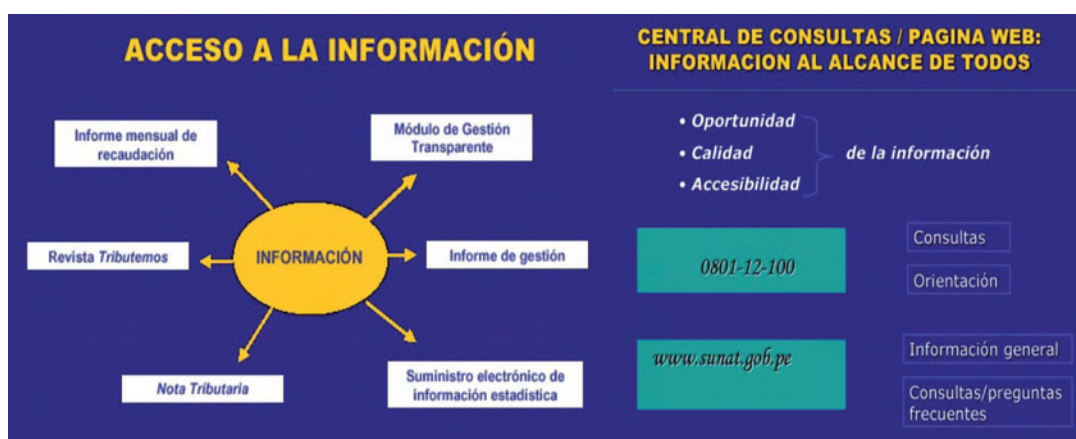 ACCESO A LA INFORMACIÓN
Informe mensual de
recaudación
Módulo de Gestión
Transparente
Revista Tributemos
INFORMACIÓN
Informe de gestión
Nota Tributaria
Suministro electrónico de
información estadística
CENTRAL DE CONSULTAS / PAGINA WEB:
INFORMACION AL ALCANCE DE TODOS
• Oportunidad
• Calidad
• Accesibilidad
de la información
0801-12-100
Consultas
Orientación
www.sunat.gob.pe
Información general
Consultas/preguntas
frecuentes